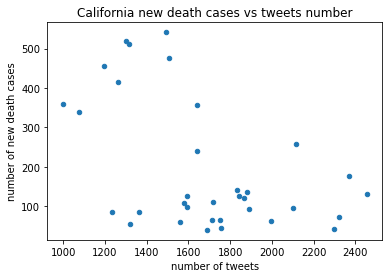 California new death cases vs tweets number
500
400
300
200
100
number of new death cases
1000 1200 1400 1600 1800 2000 2200 2400
number of tweets